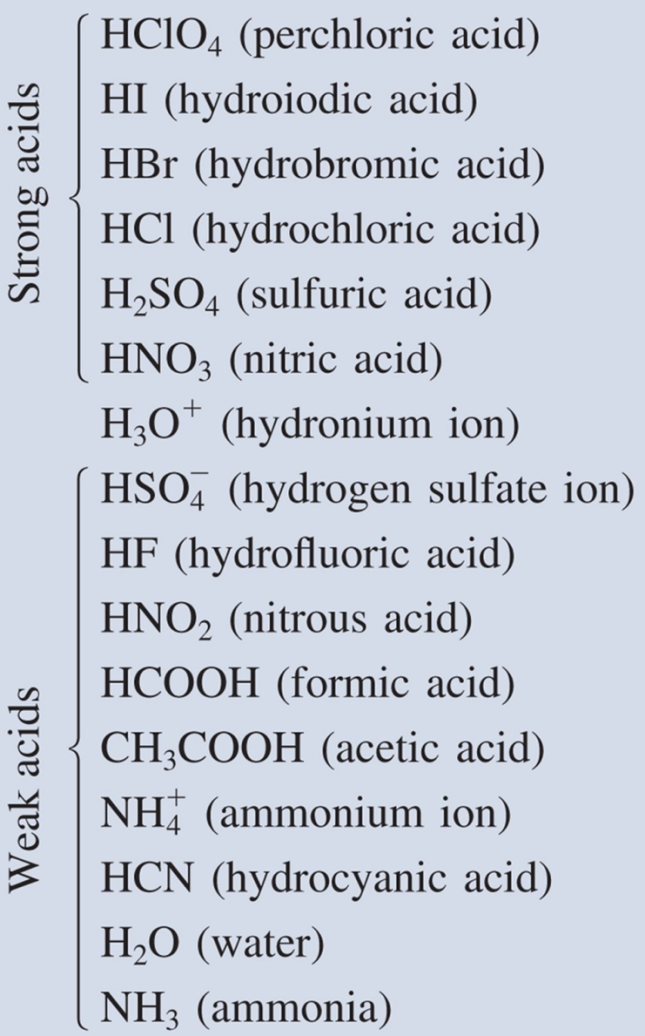 Strong acids
HClO₄ (perchloric acid)
HI (hydroiodic acid)
HBr (hydrobromic acid)
HCl (hydrochloric acid)
H₂SO₄ (sulfuric acid)
HNO₃ (nitric acid)
H₃O⁺ (hydronium ion)
Weak acids
HSO₄⁻ (hydrogen sulfate ion)
HF (hydrofluoric acid)
HNO₂ (nitrous acid)
HCOOH (formic acid)
CH₃COOH (acetic acid)
NH₄⁺ (ammonium ion)
HCN (hydrocyanic acid)
H₂O (water)
NH₃ (ammonia)